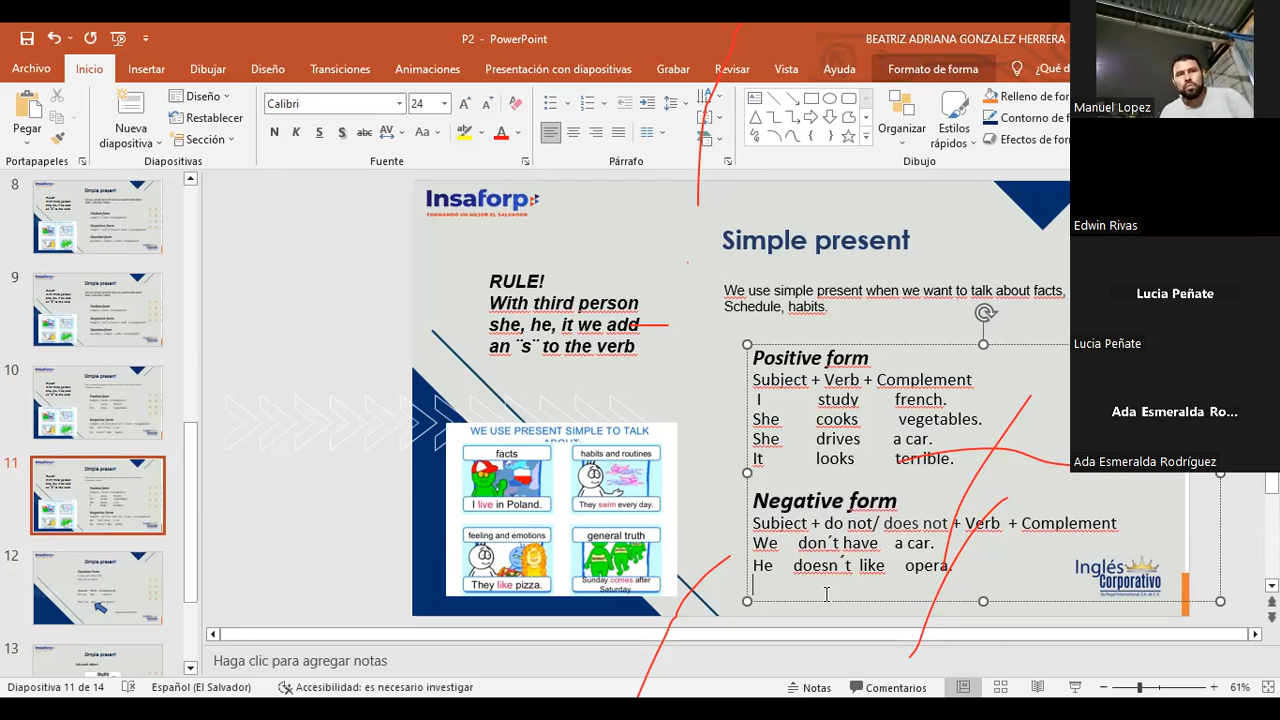 P2 - PowerPoint
BEATRIZ ADRIANA GONZALEZ HERRERA
Archivo Inicio Insertar Dibujar Diseño Transiciones Animaciones Presentación con diapositivas Grabar Revisar Vista Ayuda Formato de forma ¿Qué d
Pegar
Nueva diapositiva
Diseño
Restablecer
Sección
Calibri 24
N K S S abc AV Aa A
Organizar
Estilos rápidos
Relleno de for
Contorno de fo
Efectos de form
Portapapeles Diapositivas Fuente Párrafo Dibujo
8
9
10
11
12
13
Insaforp
FORMANDO UN MEJOR EL SALVADOR
Simple present
RULE!
With third person
she, he, it we add
an ¨s¨ to the verb
We use simple present when we want to talk about facts,
Schedule, habits.
Positive form
Subject + Verb + Complement
I study french.
She cooks vegetables.
She drives a car.
It looks terrible.
Negative form
Subject + do not/ does not + Verb + Complement
We don´t have a car.
He doesn´t like opera.
WE USE PRESENT SIMPLE TO TALK
ABOUT:
facts
I live in Poland.
habits and routines
They swim every day.
feeling and emotions
They like pizza.
general truth
Sunday comes after
Saturday.
Inglés
Corporativo
Haga clic para agregar notas
Diapositiva 11 de 14 Español (El Salvador) Accesibilidad: es necesario investigar Notas Comentarios 61%
Manuel Lopez
Edwin Rivas
Lucia Peñate
Lucia Peñate
Ada Esmeralda Ro...
Ada Esmeralda Rodríguez